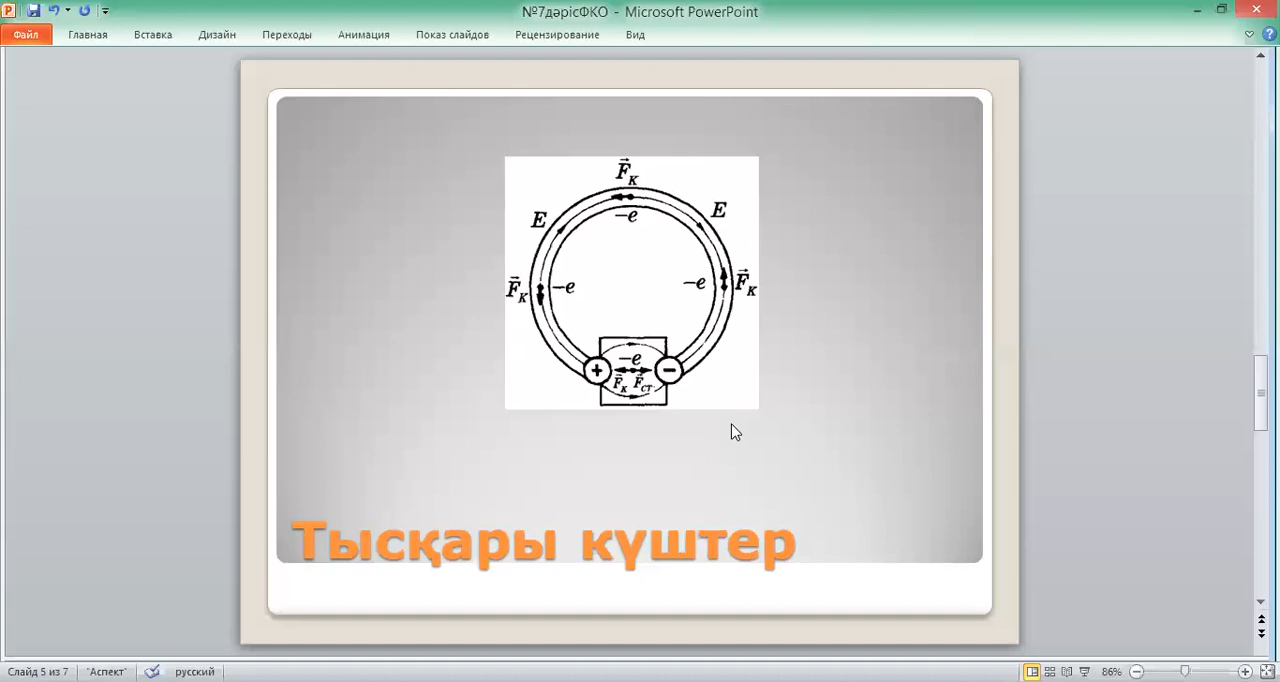 №7дәрісФКО - Microsoft PowerPoint
Файл Главная Вставка Дизайн Переходы Анимация Показ слайдов Рецензирование Вид
F⃗K
E –e E
F⃗K –e –e F⃗K
–e
+ –
F⃗K F⃗СТ
Тысқары күштер
Слайд 5 из 7 "Аспект" русский 86%